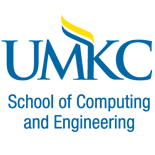 UMKC
School of Computing
and Engineering